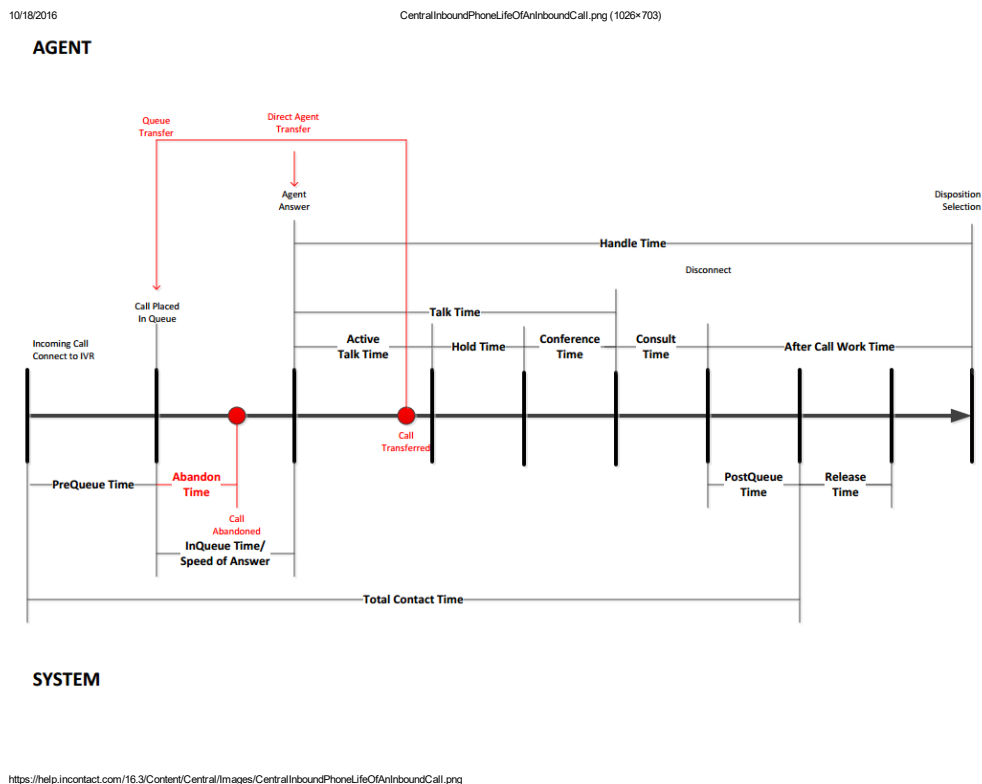 10/18/2016
CentralInboundPhoneLifeOfAnInboundCall.png (1026×703)
AGENT
Queue
Transfer
Direct Agent
Transfer
Agent
Answer
Disposition
Selection
Handle Time
Disconnect
Call Placed
In Queue
Talk Time
Incoming Call
Connect to IVR
Active
Talk Time
Hold Time
Conference
Time
Consult
Time
After Call Work Time
Call
Transferred
PreQueue Time
Abandon
Time
PostQueue
Time
Release
Time
Call
Abandoned
InQueue Time/
Speed of Answer
Total Contact Time
SYSTEM
https://help.incontact.com/16.3/Content/Central/Images/CentralInboundPhoneLifeOfAnInboundCall.png